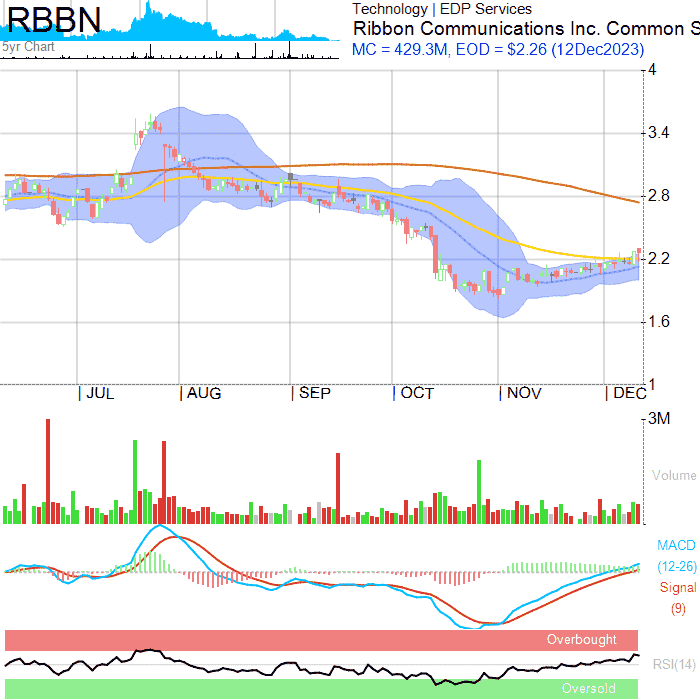 RBBN
5yr Chart
Technology | EDP Services
Ribbon Communications Inc. Common S
MC = 429.3M, EOD = $2.26 (12Dec2023)
4
3.4
2.8
2.2
1.6
1
| JUL | AUG | SEP | OCT | NOV | DEC
3M
Volume
MACD
(12-26)
Signal
(9)
Overbought
RSI(14)
Oversold